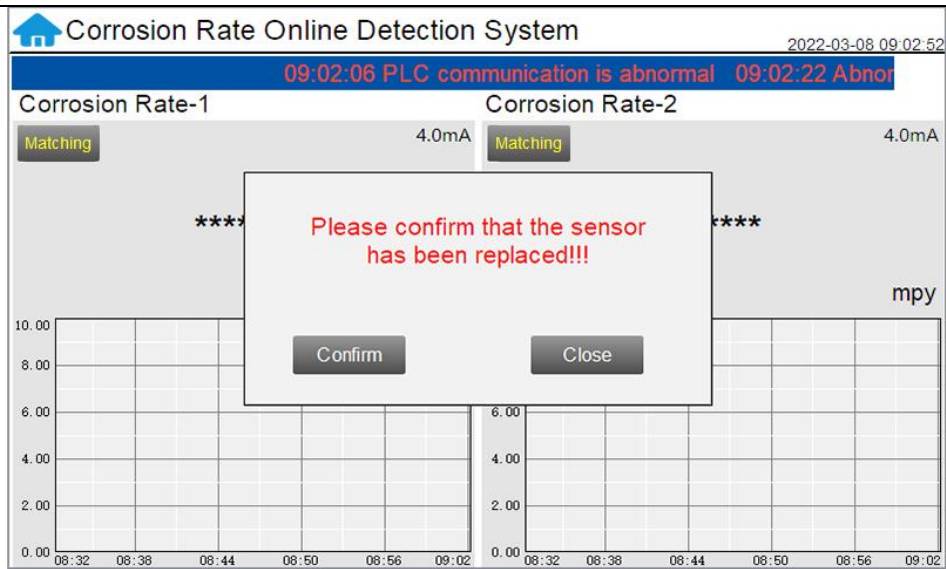 Corrosion Rate Online Detection System
2022-03-08 09:02:52
09:02:06 PLC communication is abnormal 09:02:22 Abnor
Corrosion Rate-1
Corrosion Rate-2
Matching
4.0mA
Matching
4.0mA
****
****
Please confirm that the sensor
has been replaced!!!
Confirm
Close
mpy
10.00
8.00
6.00
4.00
2.00
0.00
08:32 08:38 08:44 08:50 08:56 09:02
6.00
4.00
2.00
0.00
08:32 08:38 08:44 08:50 08:56 09:02